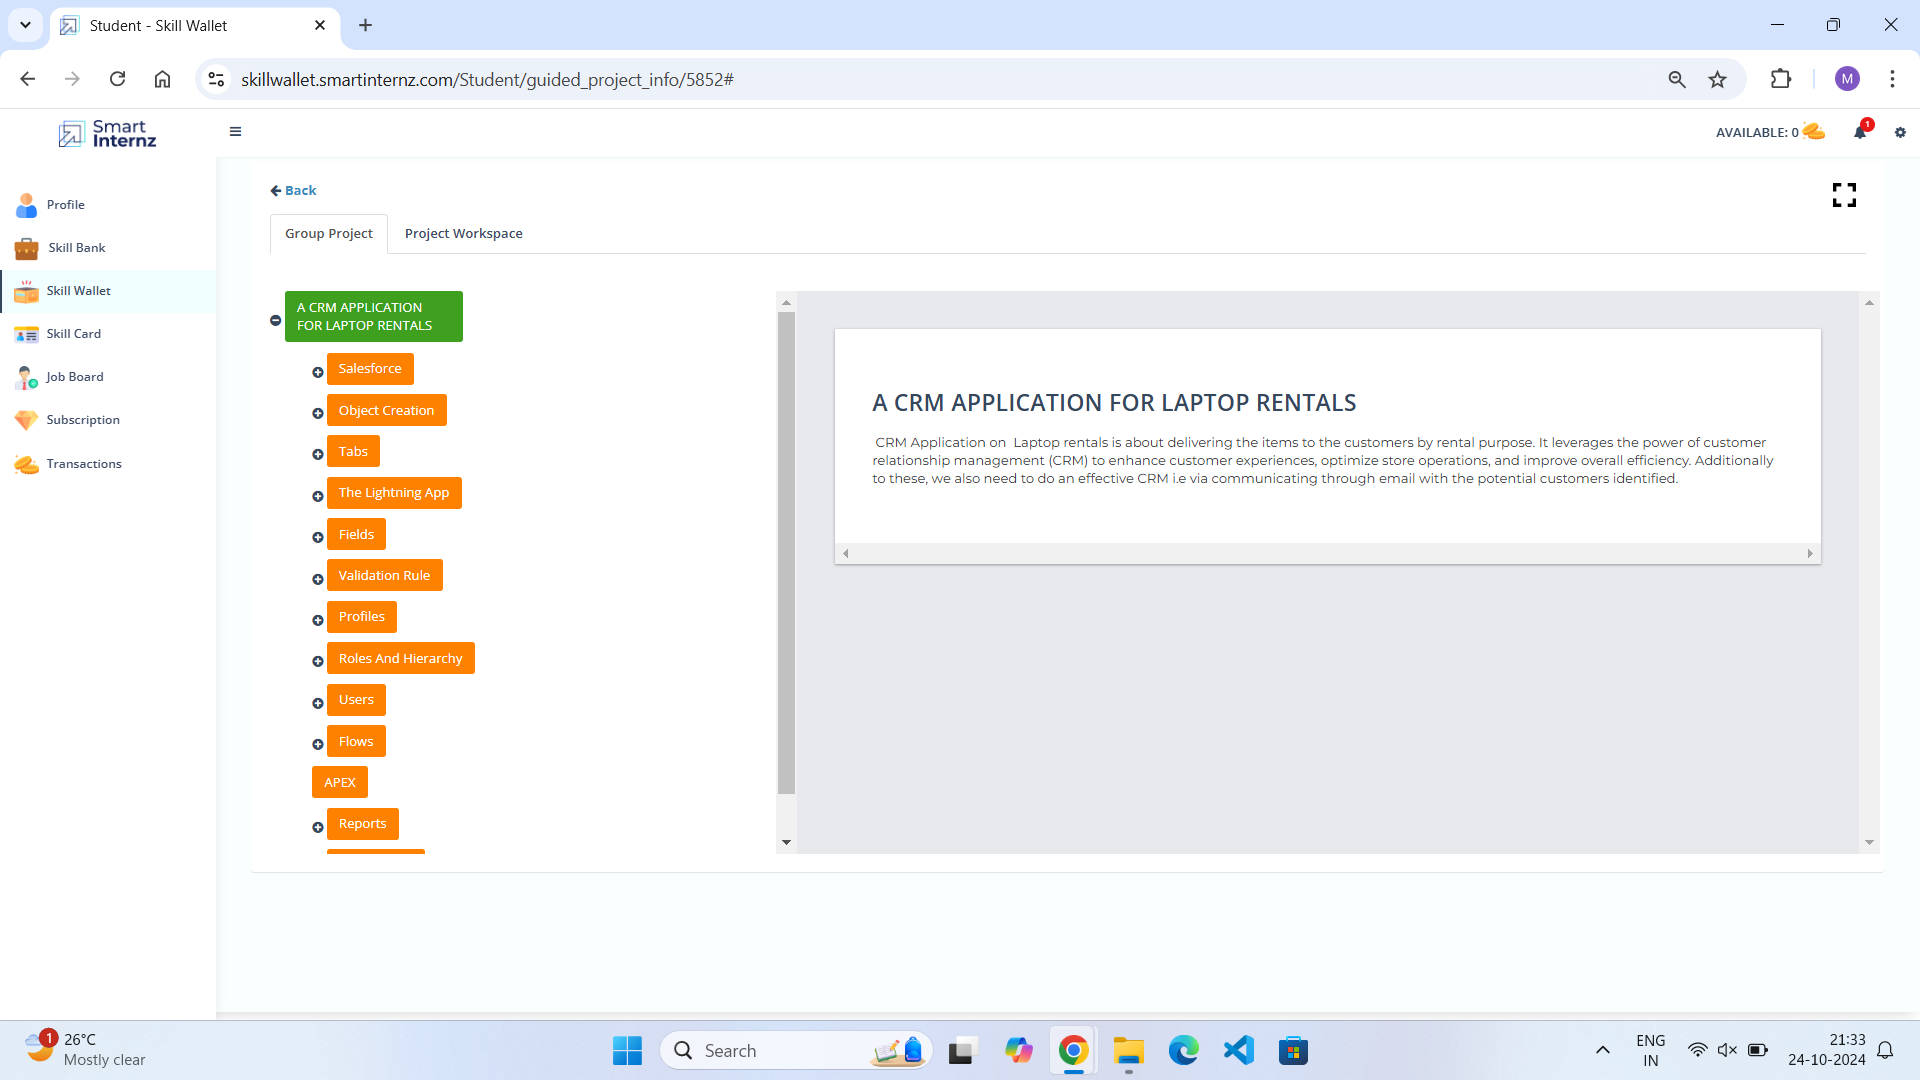 Student - Skill Wallet
skillwallet.smartinternz.com/Student/guided_project_info/5852#
M
Smart
Internz
AVAILABLE: 0
1
Profile
Skill Bank
Skill Wallet
Skill Card
Job Board
Subscription
Transactions
Back
Group Project
Project Workspace
A CRM APPLICATION
FOR LAPTOP RENTALS
Salesforce
Object Creation
Tabs
The Lightning App
Fields
Validation Rule
Profiles
Roles And Hierarchy
Users
Flows
APEX
Reports
A CRM APPLICATION FOR LAPTOP RENTALS
CRM Application on Laptop rentals is about delivering the items to the customers by rental purpose. It leverages the power of customer
relationship management (CRM) to enhance customer experiences, optimize store operations, and improve overall efficiency. Additionally
to these, we also need to do an effective CRM i.e via communicating through email with the potential customers identified.
1
26°C
Mostly clear
Search
ENG
IN
21:33
24-10-2024